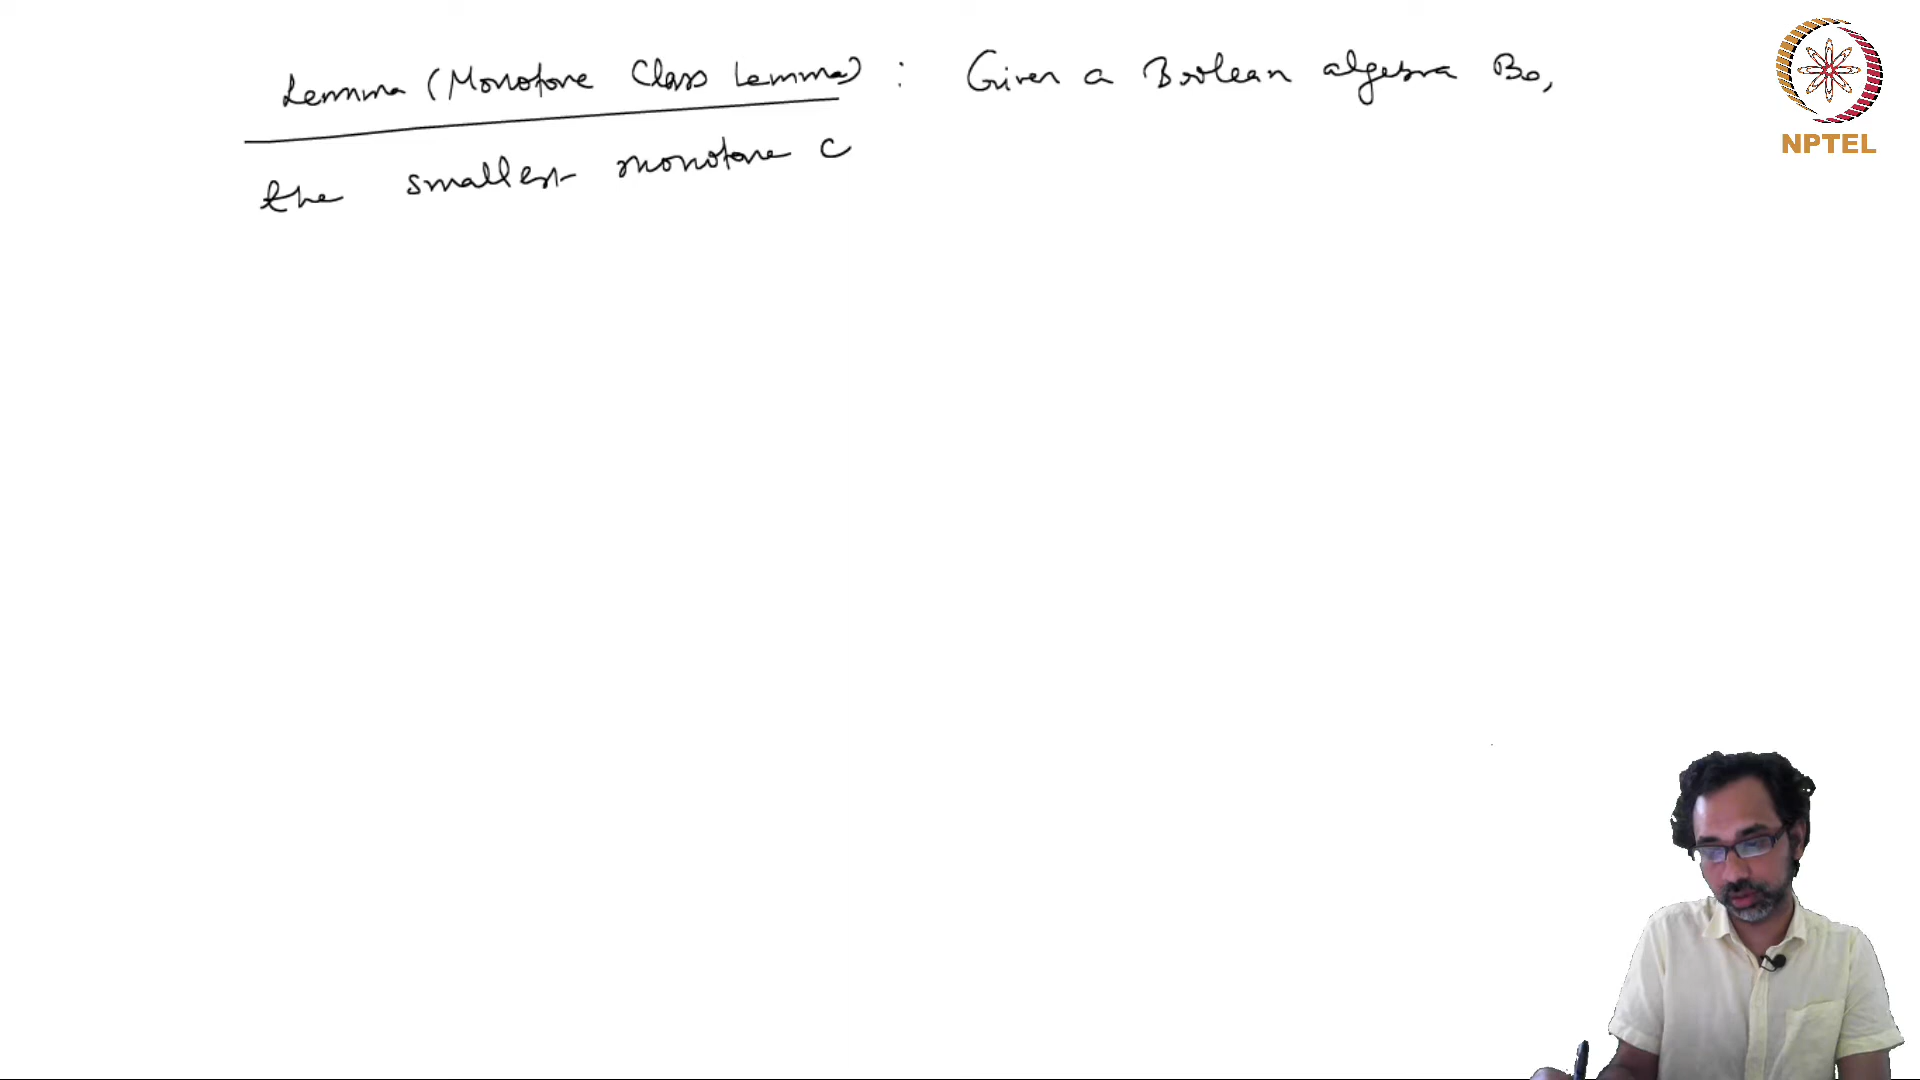 Lemma (Monotone Class Lemma) : Given a Boolean algebra B₀,
the smallest monotone c
NPTEL